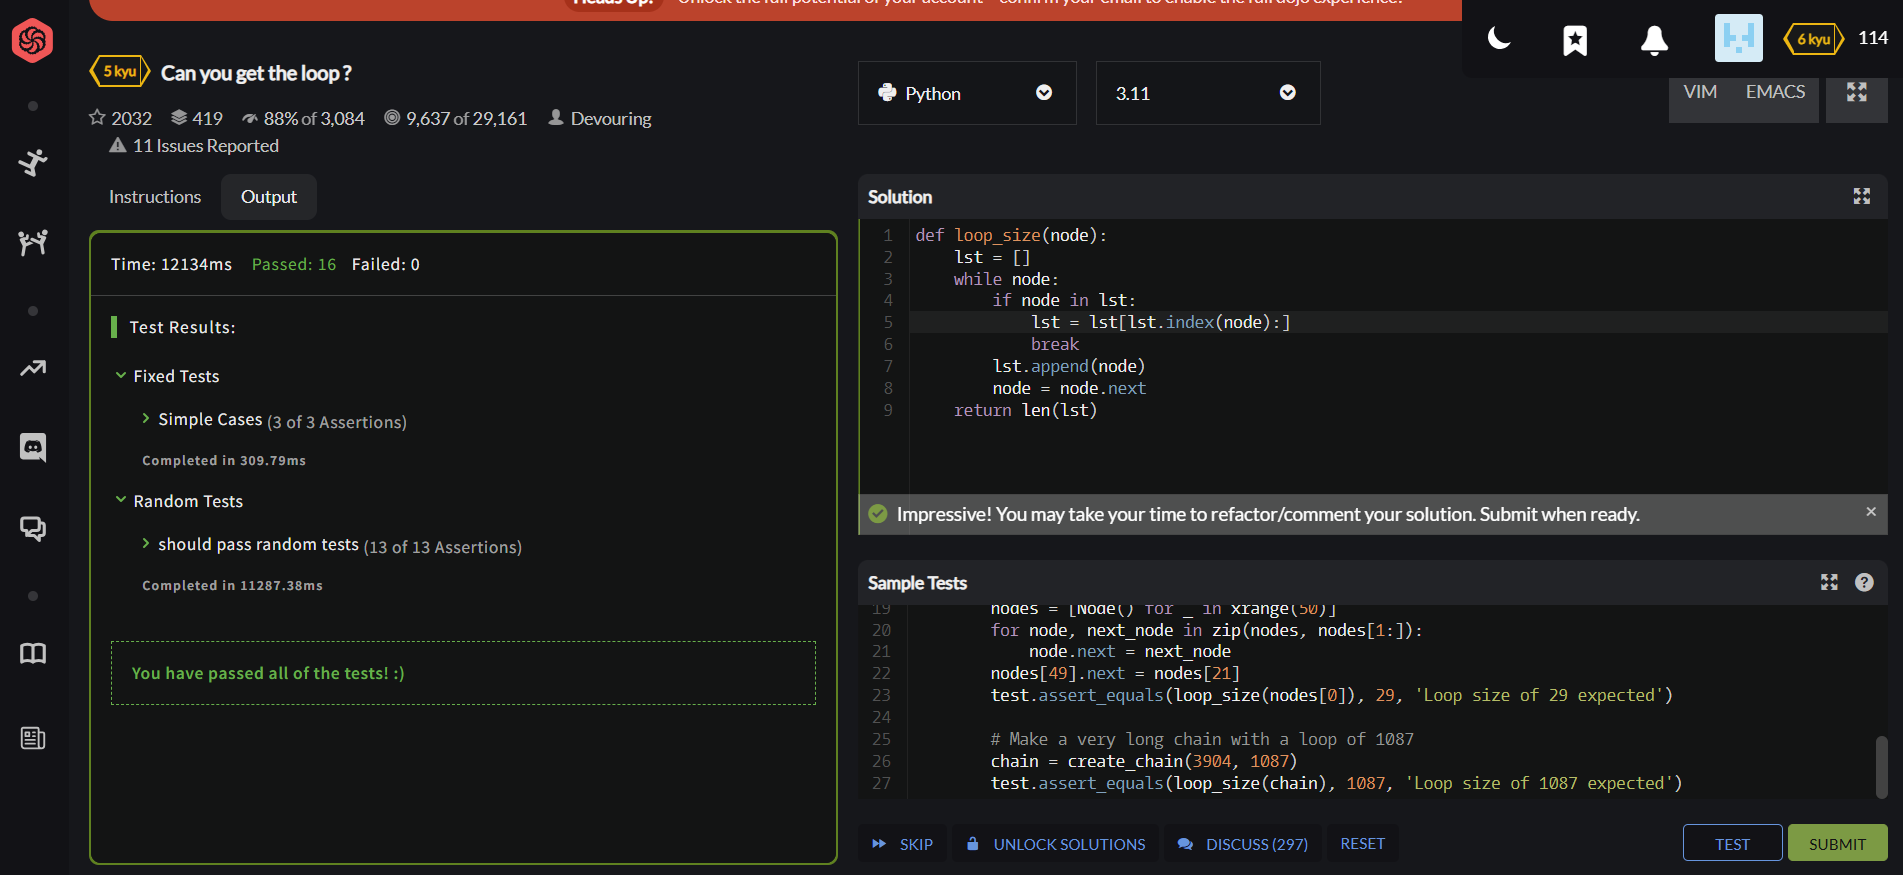 Heads Up! Unlock the full potential of your account - confirm your email to enable the full dojo experience.
6 kyu 114
5 kyu Can you get the loop ?
2032 419 88% of 3,084 9,637 of 29,161 Devouring
11 Issues Reported
Python 3.11
VIM EMACS
Instructions Output
Time: 12134ms Passed: 16 Failed: 0
Test Results:
Fixed Tests
Simple Cases (3 of 3 Assertions)
Completed in 309.79ms
Random Tests
should pass random tests (13 of 13 Assertions)
Completed in 11287.38ms
You have passed all of the tests! :)
Solution
1 def loop_size(node):
2     lst = []
3     while node:
4         if node in lst:
5             lst = lst[lst.index(node):]
6             break
7         lst.append(node)
8         node = node.next
9     return len(lst)
Impressive! You may take your time to refactor/comment your solution. Submit when ready. ×
Sample Tests ?
19         nodes = [Node() for _ in xrange(50)]
20         for node, next_node in zip(nodes, nodes[1:]):
21             node.next = next_node
22         nodes[49].next = nodes[21]
23         test.assert_equals(loop_size(nodes[0]), 29, 'Loop size of 29 expected')
24
25         # Make a very long chain with a loop of 1087
26         chain = create_chain(3904, 1087)
27         test.assert_equals(loop_size(chain), 1087, 'Loop size of 1087 expected')
SKIP UNLOCK SOLUTIONS DISCUSS (297) RESET TEST SUBMIT